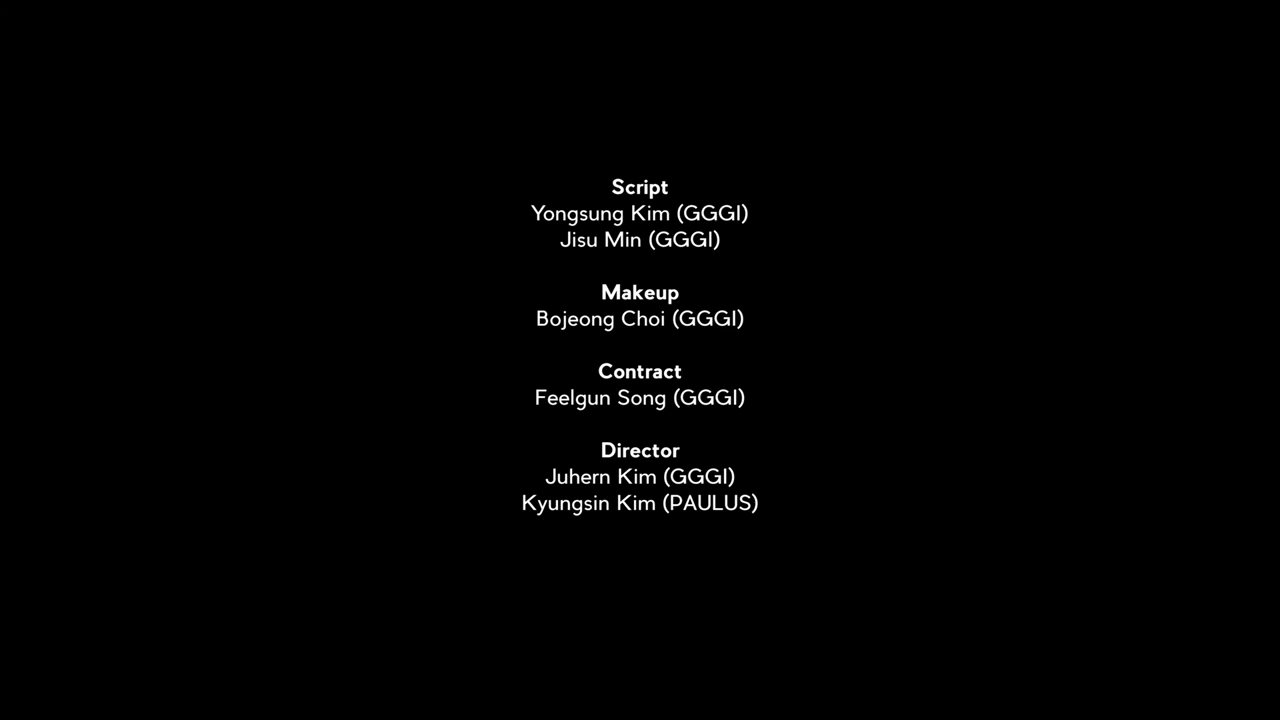 Script
Yongsung Kim (GGGI)
Jisu Min (GGGI)
Makeup
Bojeong Choi (GGGI)
Contract
Feelgun Song (GGGI)
Director
Juhern Kim (GGGI)
Kyungsin Kim (PAULUS)